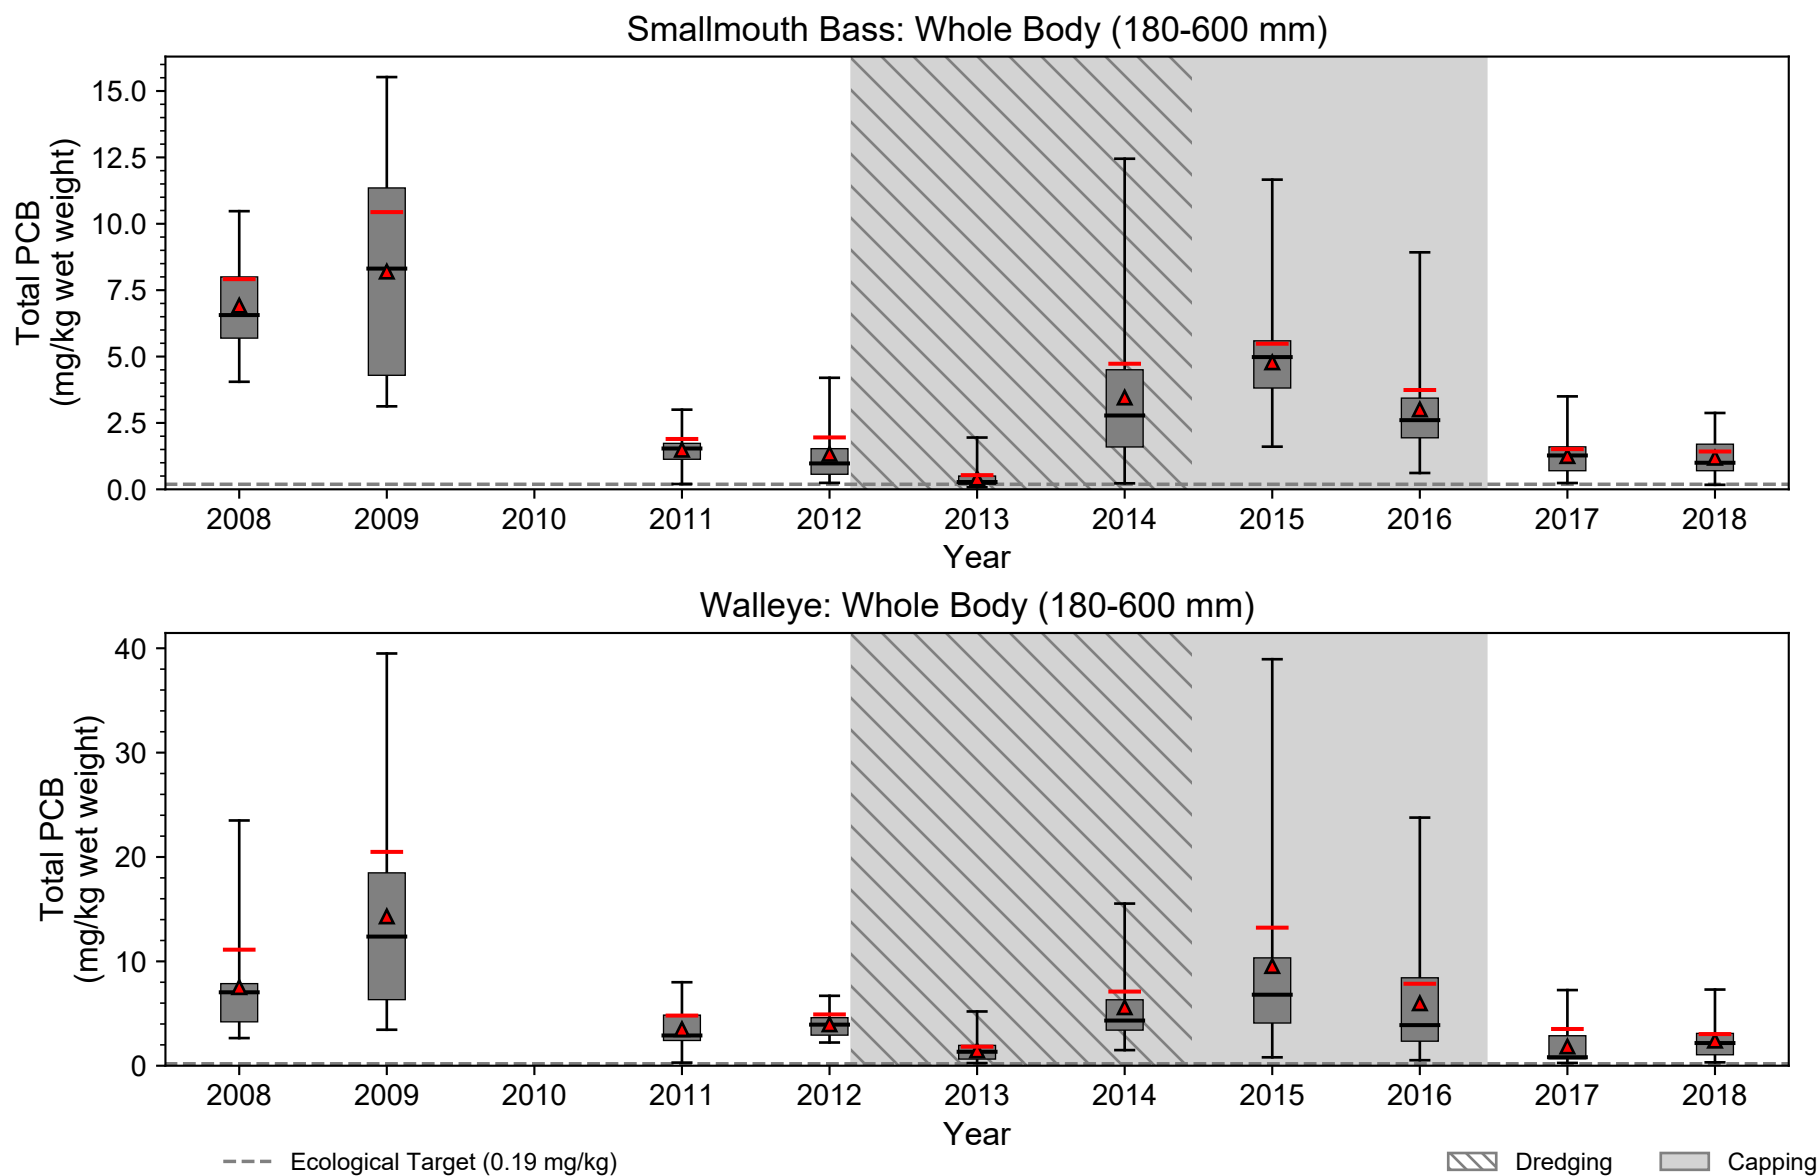 Smallmouth Bass: Whole Body (180-600 mm)
Total PCB
(mg/kg wet weight)
15.0
12.5
10.0
7.5
5.0
2.5
0.0
2008 2009 2010 2011 2012 2013 2014 2015 2016 2017 2018
Year
Walleye: Whole Body (180-600 mm)
Total PCB
(mg/kg wet weight)
40
30
20
10
0
2008 2009 2010 2011 2012 2013 2014 2015 2016 2017 2018
Year
Ecological Target (0.19 mg/kg) Dredging Capping